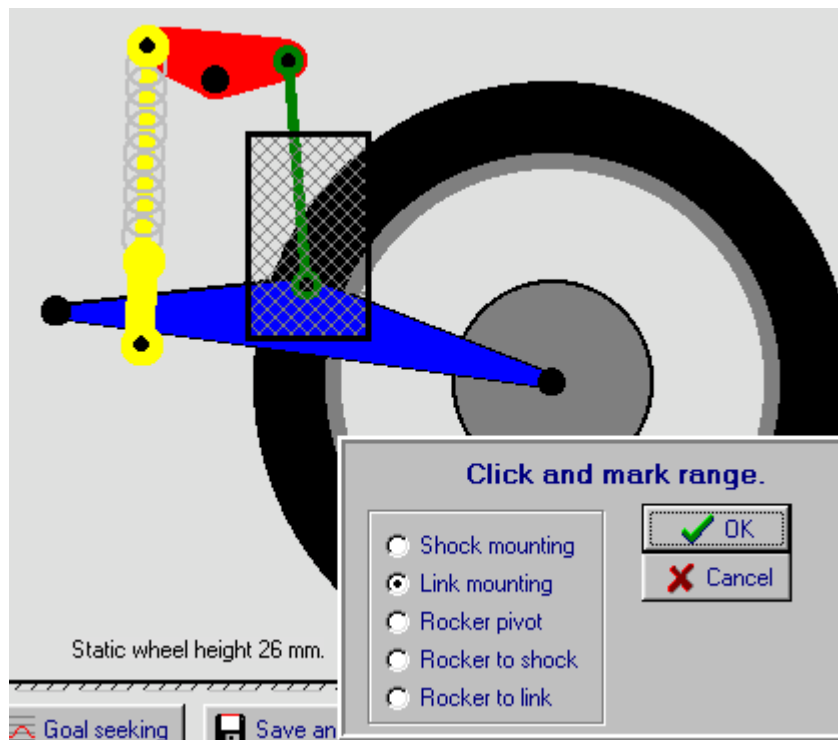 Click and mark range.
Shock mounting
OK
Link mounting
Cancel
Rocker pivot
Static wheel height 26 mm.
Rocker to shock
Rocker to link
Goal seeking
Save an